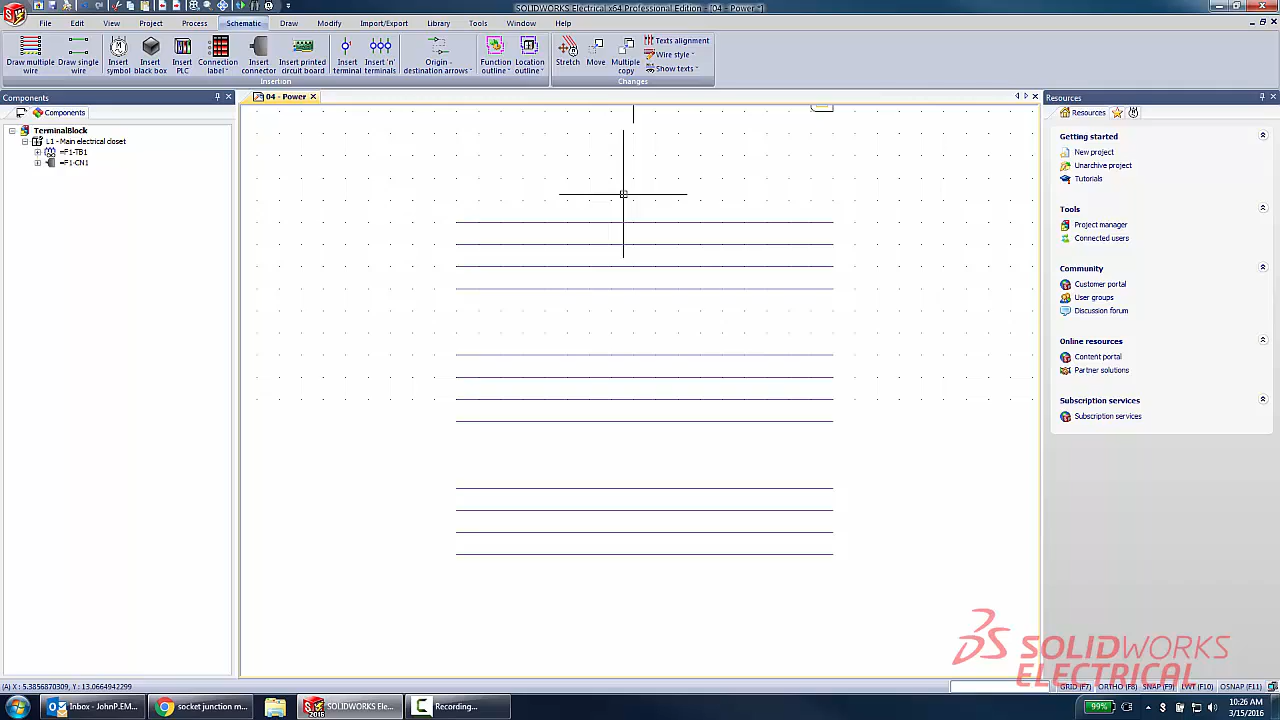 SOLIDWORKS Electrical x64 Professional Edition - [04 - Power *]
File Edit View Project Process Schematic Draw Modify Import/Export Library Tools Window Help
Draw multiple wire
Draw single wire
Insert symbol
Insert black box
Insert PLC
Connection label
Insert connector
Insert printed circuit board
Insert terminal
Insert 'n' terminals
Origin - destination arrows
Function outline
Location outline
Stretch
Move
Multiple copy
Texts alignment
Wire style
Show texts
Insertion
Changes
Components
Components
TerminalBlock
L1 - Main electrical closet
=F1-TB1
=F1-CN1
04 - Power
Resources
Resources
Getting started
New project
Unarchive project
Tutorials
Tools
Project manager
Connected users
Community
Customer portal
User groups
Discussion forum
Online resources
Content portal
Partner solutions
Subscription services
Subscription services
SOLIDWORKS
ELECTRICAL
(A) X : 5.3856870309, Y : 13.0664942299
GRID (F7) ORTHO (F8) SNAP (F9) LWT (F10) OSNAP (F11)
Inbox - JohnP.EM...
socket junction m...
2016
SOLIDWORKS Ele...
Recording...
99%
10:26 AM
3/15/2016